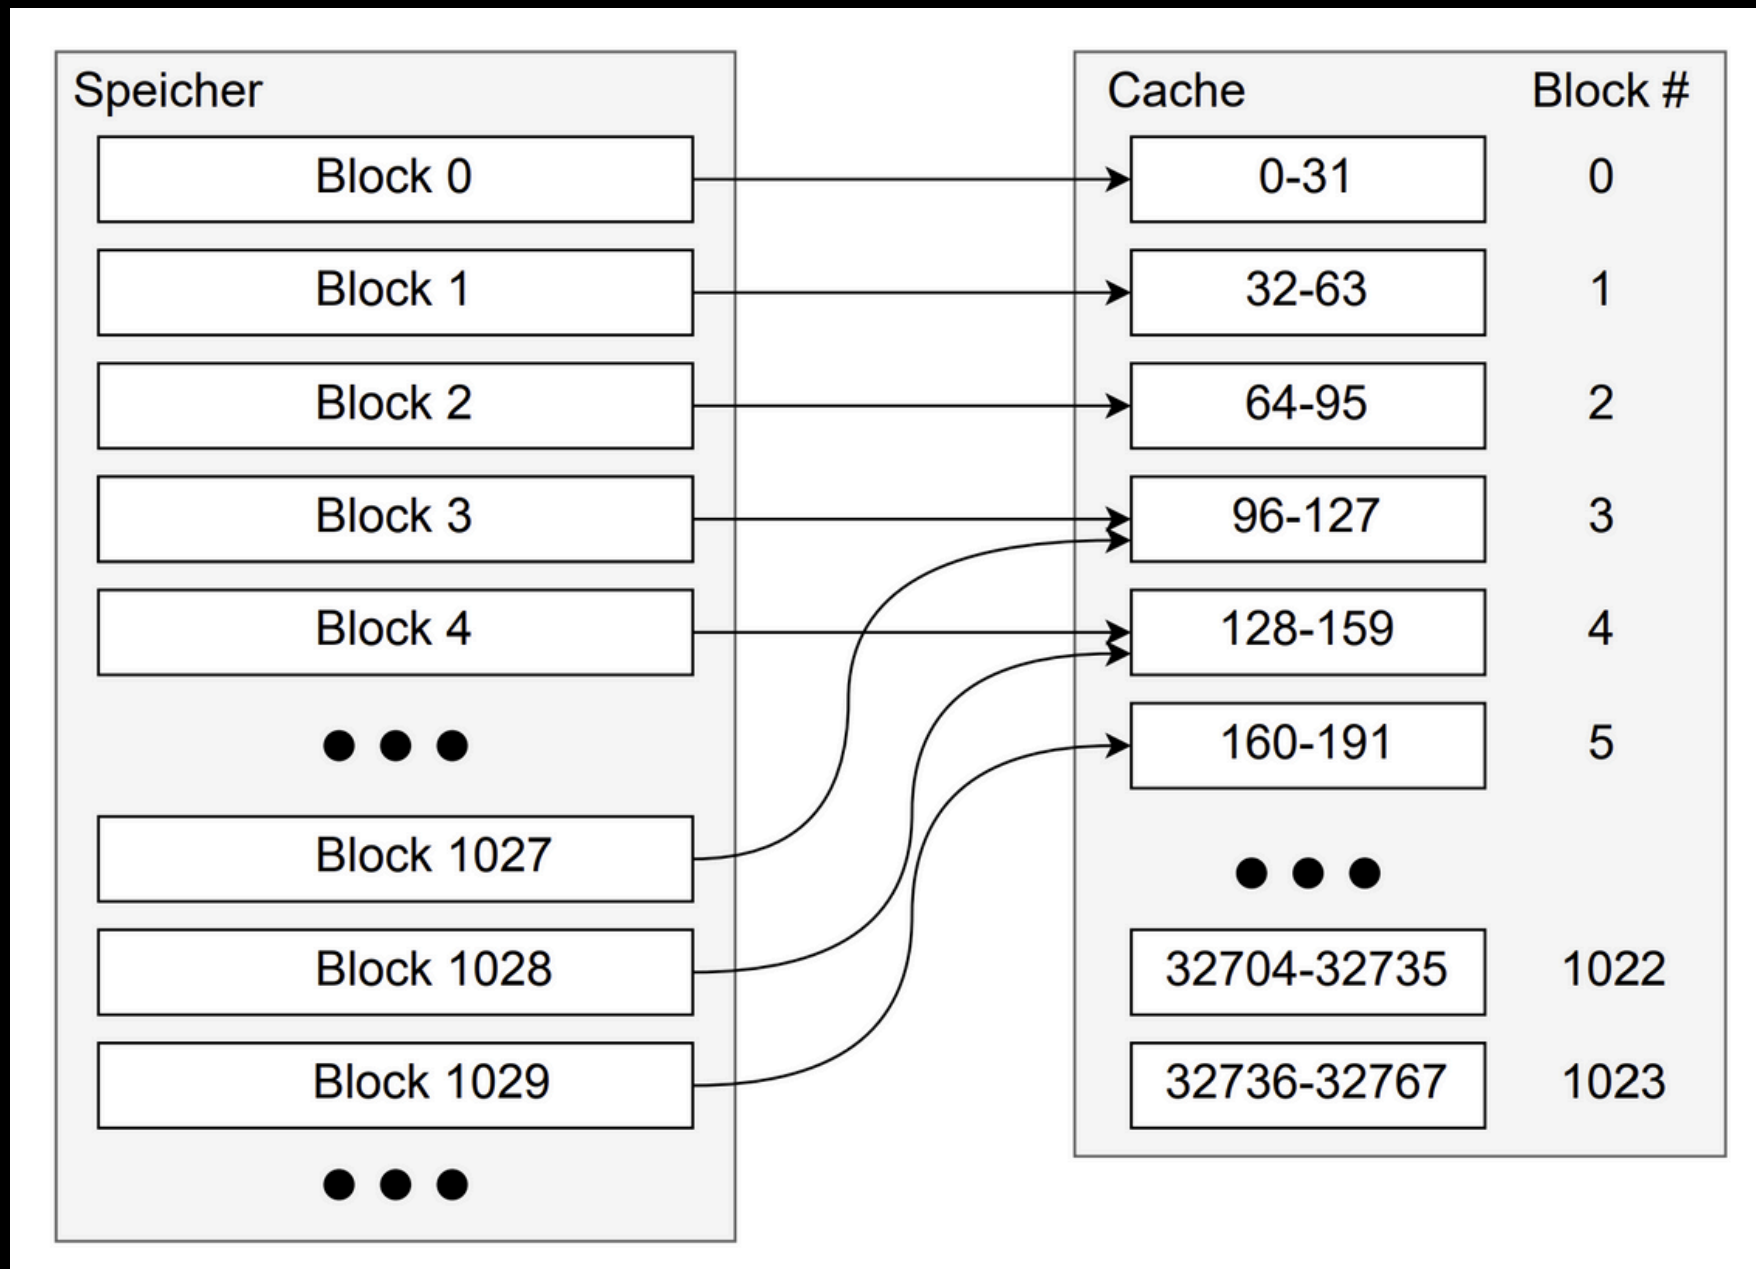 Speicher
Block 0
Block 1
Block 2
Block 3
Block 4
Block 1027
Block 1028
Block 1029
Cache Block #
0-31 0
32-63 1
64-95 2
96-127 3
128-159 4
160-191 5
32704-32735 1022
32736-32767 1023